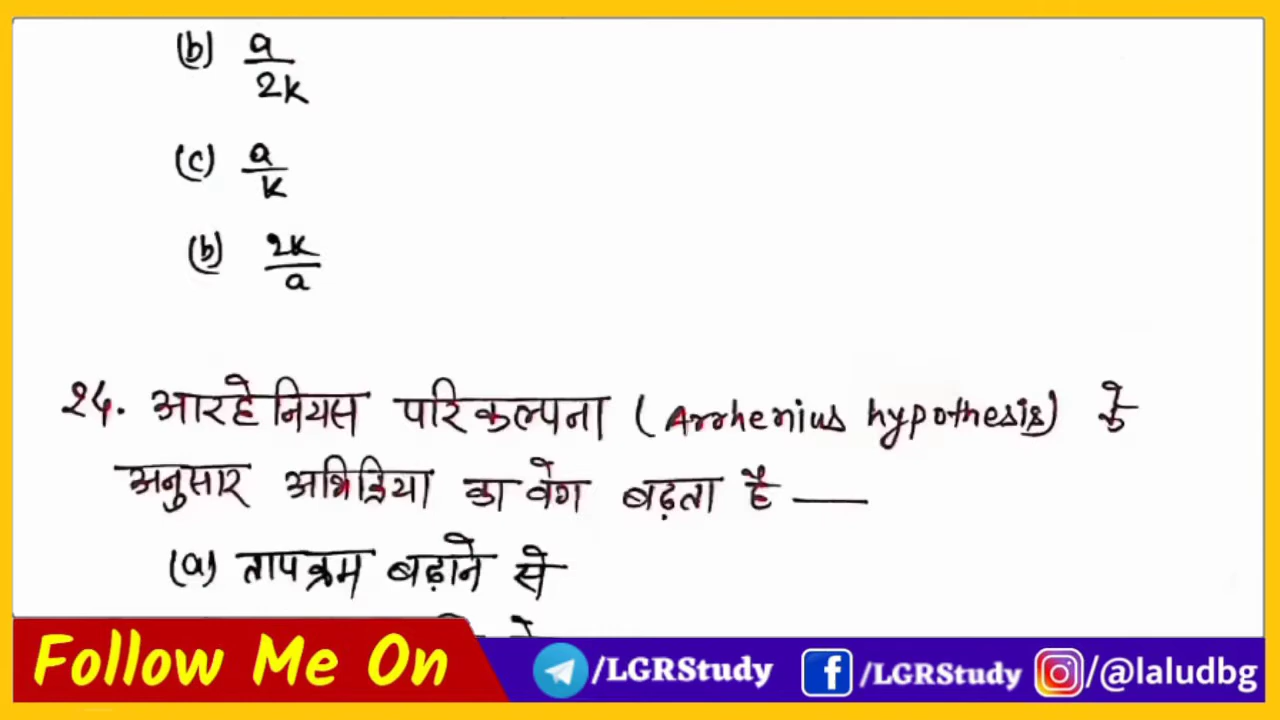 (b) a/2K
(c) a/K
(b) 2K/a
24. आरहेनियस परिकल्पना (Arrhenius hypothesis) के
अनुसार अभिक्रिया का वेग बढ़ता है —
(a) तापक्रम बढ़ाने से
Follow Me On
/LGRStudy
/LGRStudy
/@laludbg